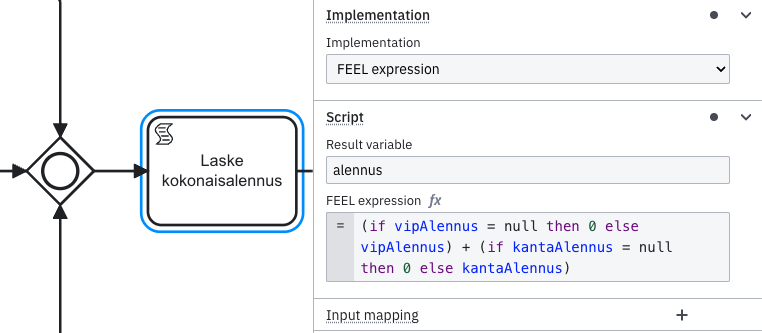 Laske
kokonaisalennus
Implementation
Implementation
FEEL expression
Script
Result variable
alennus
FEEL expression fx
= (if vipAlennus = null then 0 else
vipAlennus) + (if kantaAlennus = null
then 0 else kantaAlennus)
Input mapping +